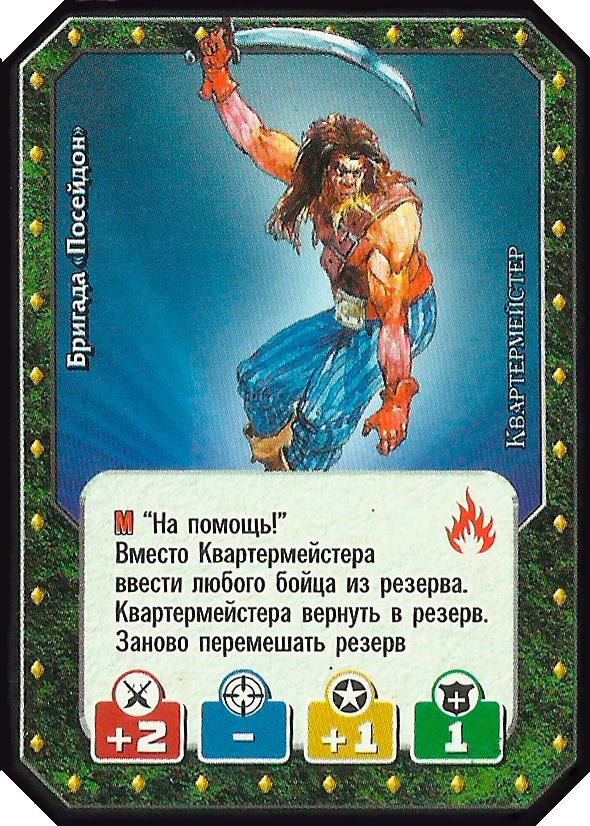 Бригада «Посейдон»
Квартермейстер
М “На помощь!”
Вместо Квартермейстера
ввести любого бойца из резерва.
Квартермейстера вернуть в резерв.
Заново перемешать резерв
+2 - +1 1